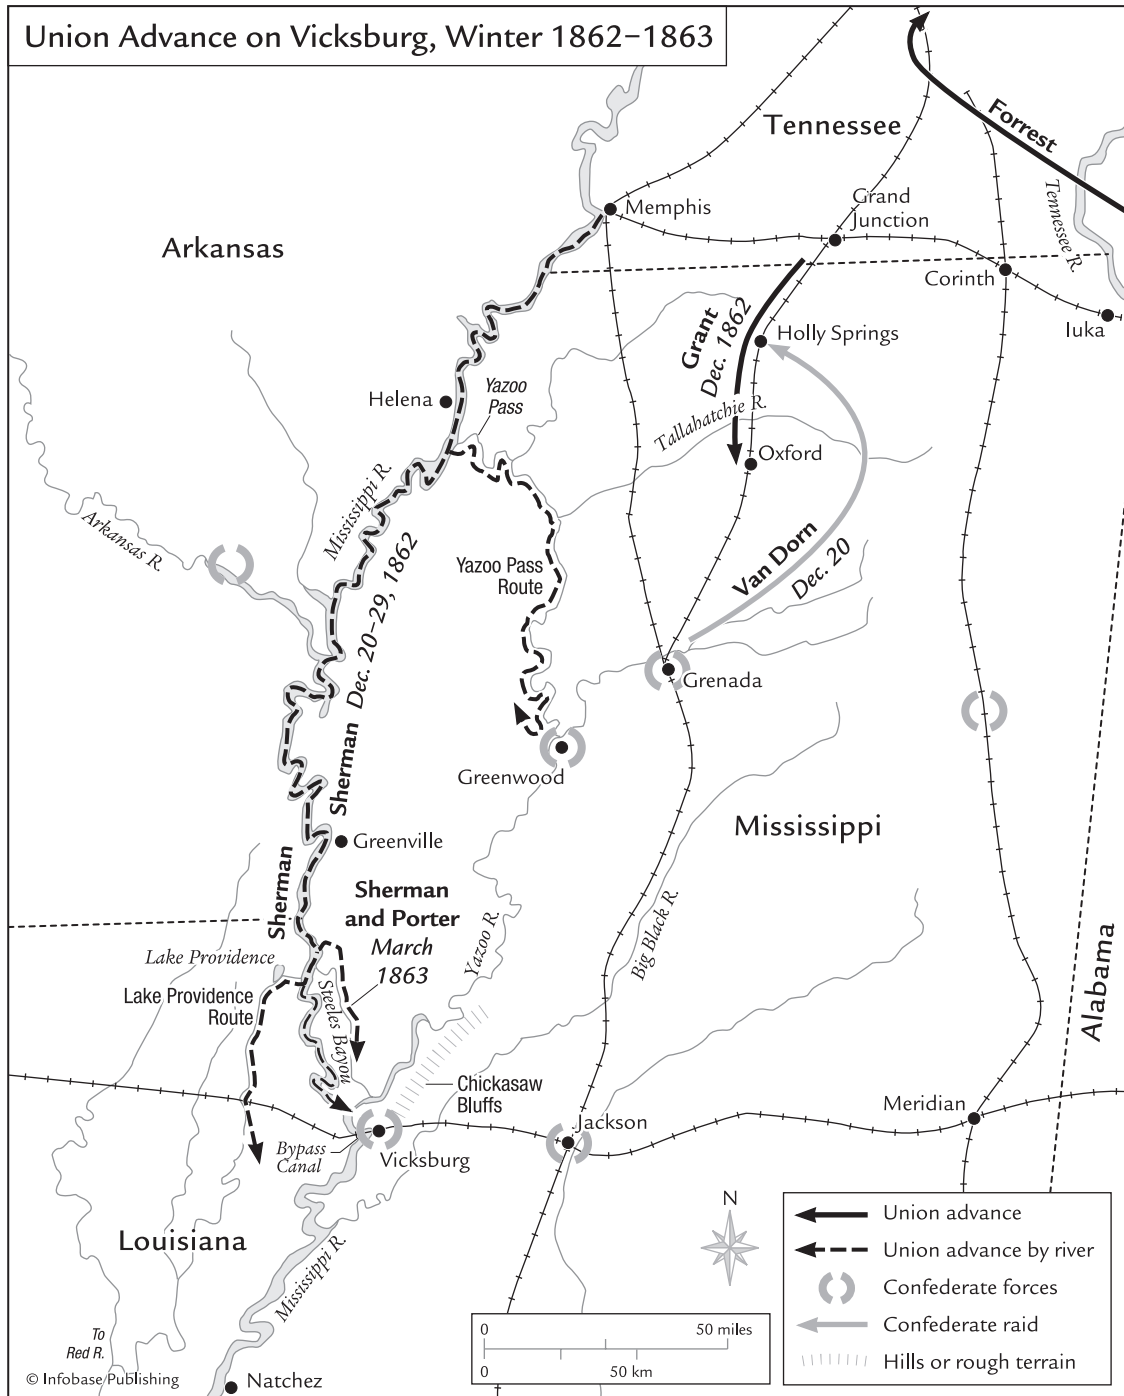 Union Advance on Vicksburg, Winter 1862–1863
Tennessee
Forrest
Tennessee R.
Memphis
Grand
Junction
Arkansas
Corinth
Iuka
Grant
Dec. 1862
Holly Springs
Helena
Yazoo
Pass
Tallahatchie R.
Oxford
Mississippi R.
Arkansas R.
Yazoo Pass
Route
Van Dorn
Dec. 20
Sherman Dec. 20–29, 1862
Grenada
Greenwood
Mississippi
Greenville
Sherman
Sherman
and Porter
March
1863
Yazoo R.
Big Black R.
Alabama
Lake Providence
Lake Providence
Route
Steeles Bayou
Chickasaw
Bluffs
Meridian
Jackson
Bypass
Canal
Vicksburg
Louisiana
Mississippi R.
To
Red R.
Natchez
© Infobase Publishing
N
0 50 miles
0 50 km
Union advance
Union advance by river
Confederate forces
Confederate raid
Hills or rough terrain